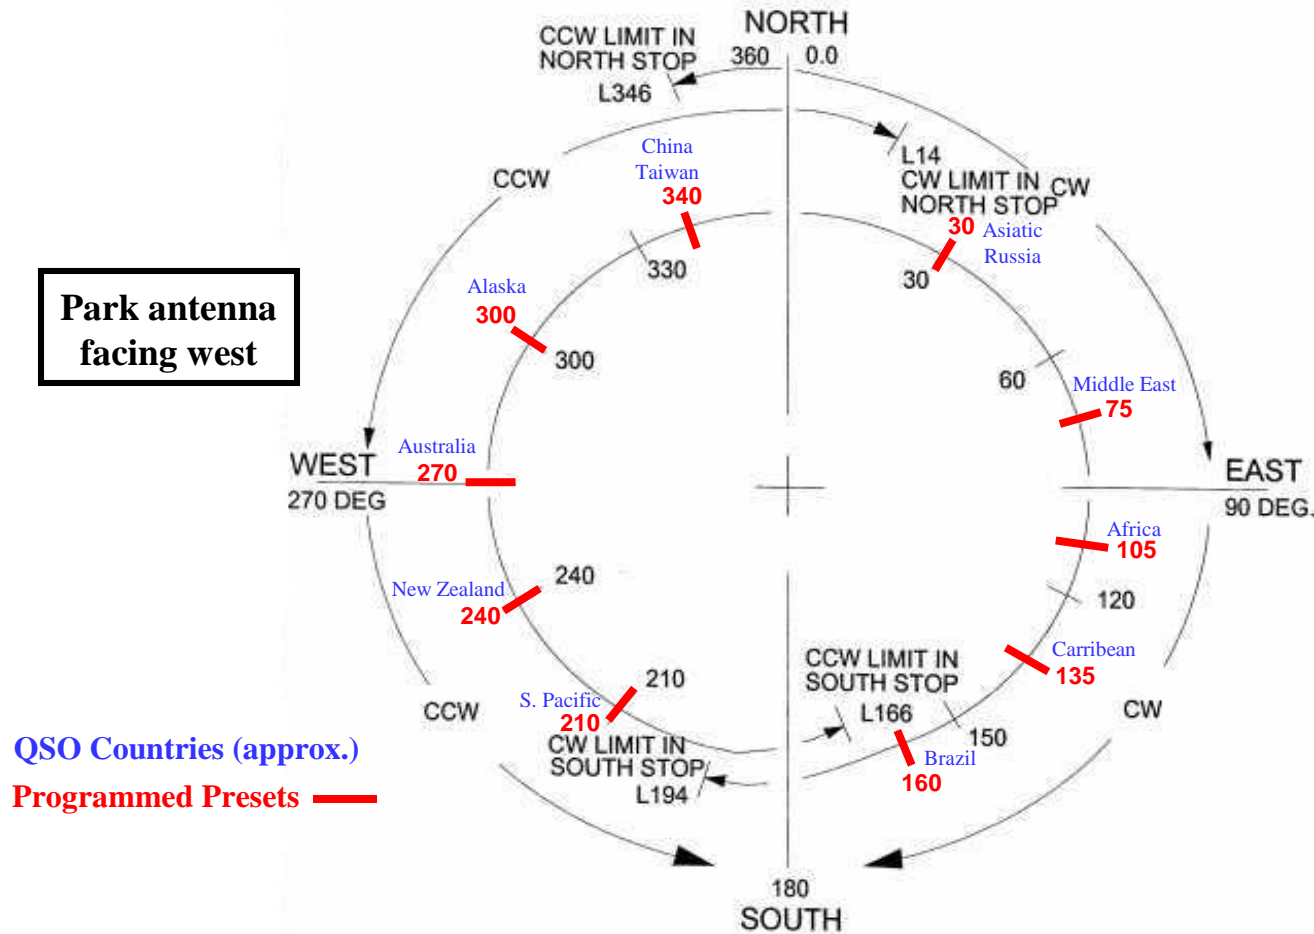 NORTH
CCW LIMIT IN
NORTH STOP
360
0.0
L346
China
Taiwan
340
L14
CW LIMIT IN
NORTH STOP
CW
CCW
30
Asiatic
Russia
330
30
Park antenna
facing west
Alaska
300
300
60
Middle East
75
Australia
WEST
270
270 DEG
EAST
90 DEG.
Africa
105
New Zealand
240
240
120
Carribean
135
CCW LIMIT IN
SOUTH STOP
210
S. Pacific
210
L166
CCW
CW
150
Brazil
160
CW LIMIT IN
SOUTH STOP
L194
QSO Countries (approx.)
Programmed Presets
180
SOUTH